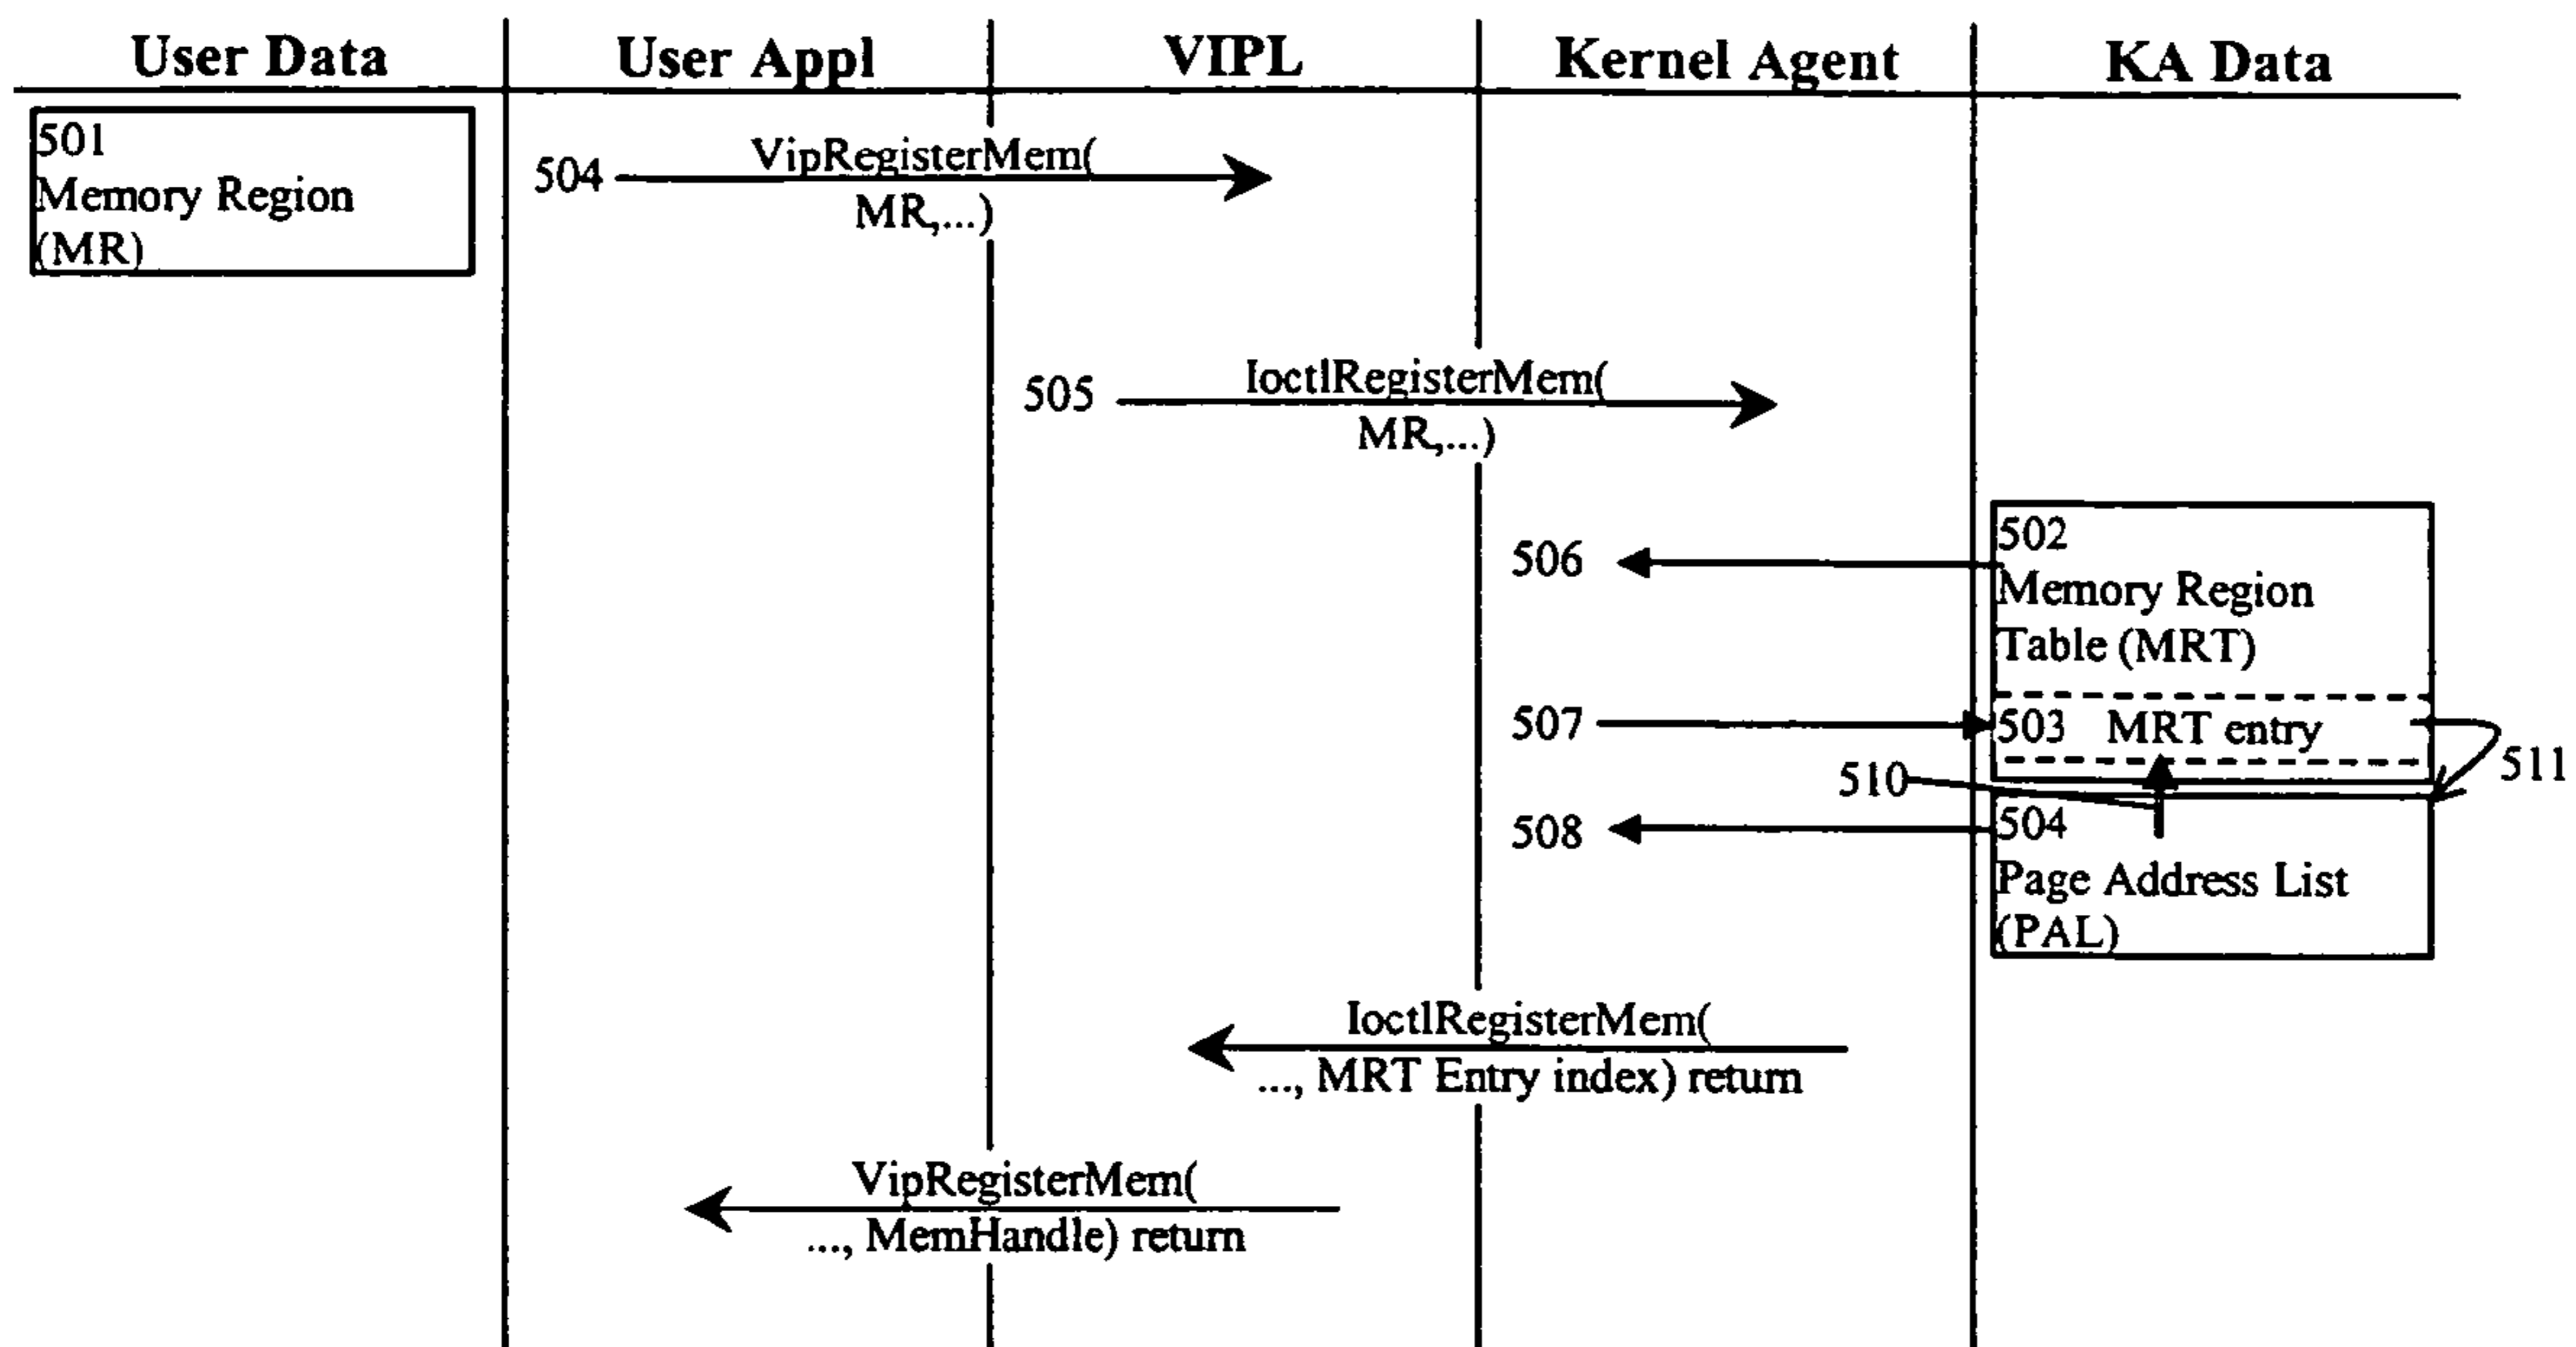 User Data User Appl VIPL Kernel Agent KA Data
501
Memory Region
(MR)
504 VipRegisterMem(
MR,...)
505 IoctlRegisterMem(
MR,...)
502
506
Memory Region
Table (MRT)
507 503 MRT entry
510 511
508 504
Page Address List
(PAL)
IoctlRegisterMem(
..., MRT Entry index) return
VipRegisterMem(
..., MemHandle) return